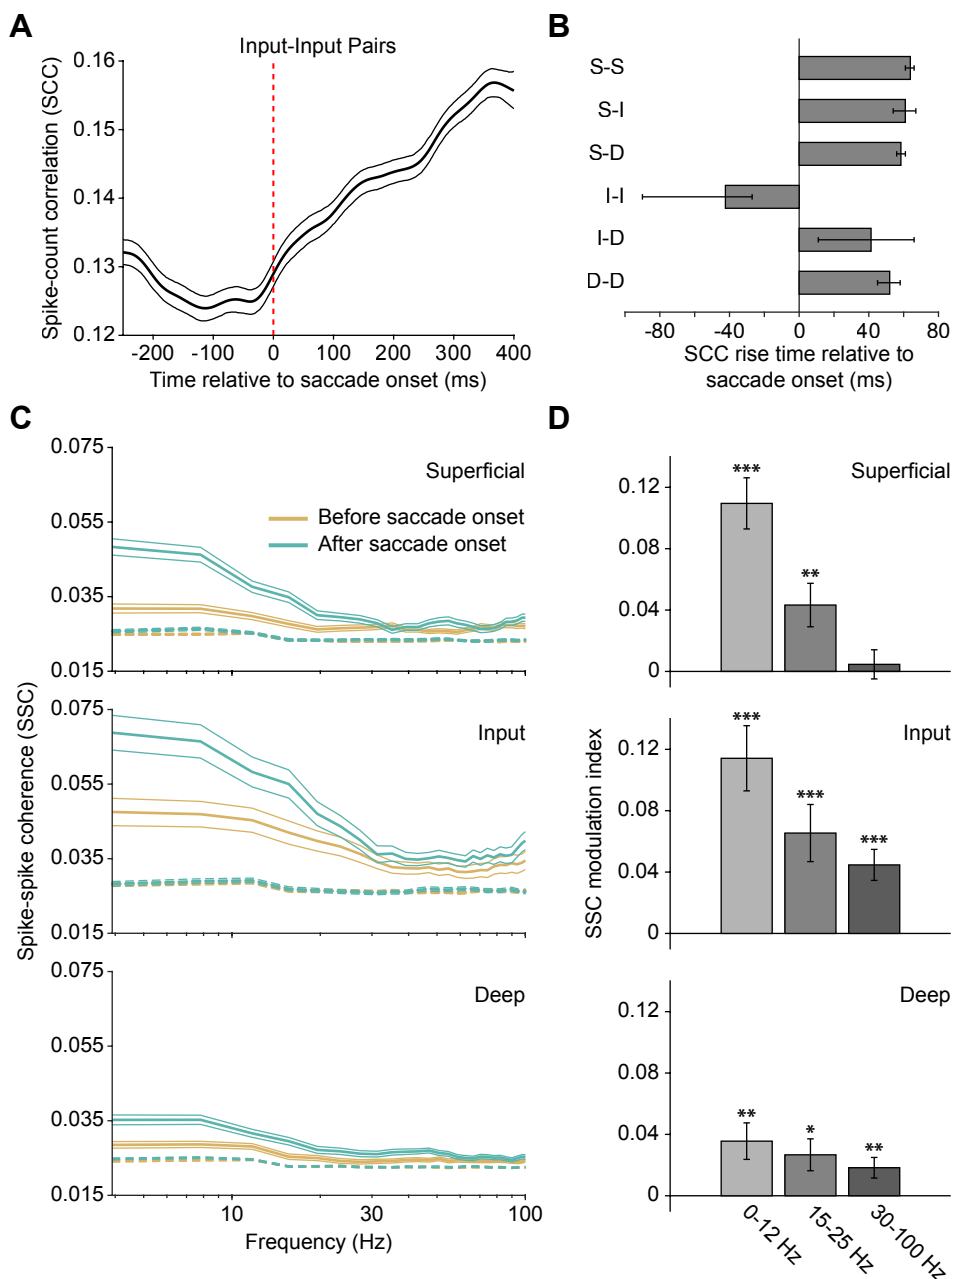 A
Input-Input Pairs
Spike-count correlation (SCC)
0.16
0.15
0.14
0.13
0.12
-200 -100 0 100 200 300 400
Time relative to saccade onset (ms)
B
S-S
S-I
S-D
I-I
I-D
D-D
-80 -40 0 40 80
SCC rise time relative to
saccade onset (ms)
C
Spike-spike coherence (SSC)
0.075
0.055
0.035
0.015
Superficial
Before saccade onset
After saccade onset
0.075
0.055
0.035
0.015
Input
0.075
0.055
0.035
0.015
Deep
10 30 100
Frequency (Hz)
D
SSC modulation index
0.12
0.08
0.04
0
Superficial
***
**
0.12
0.08
0.04
0
Input
***
***
***
0.12
0.08
0.04
0
Deep
**
*
**
0-12 Hz
15-25 Hz
30-100 Hz